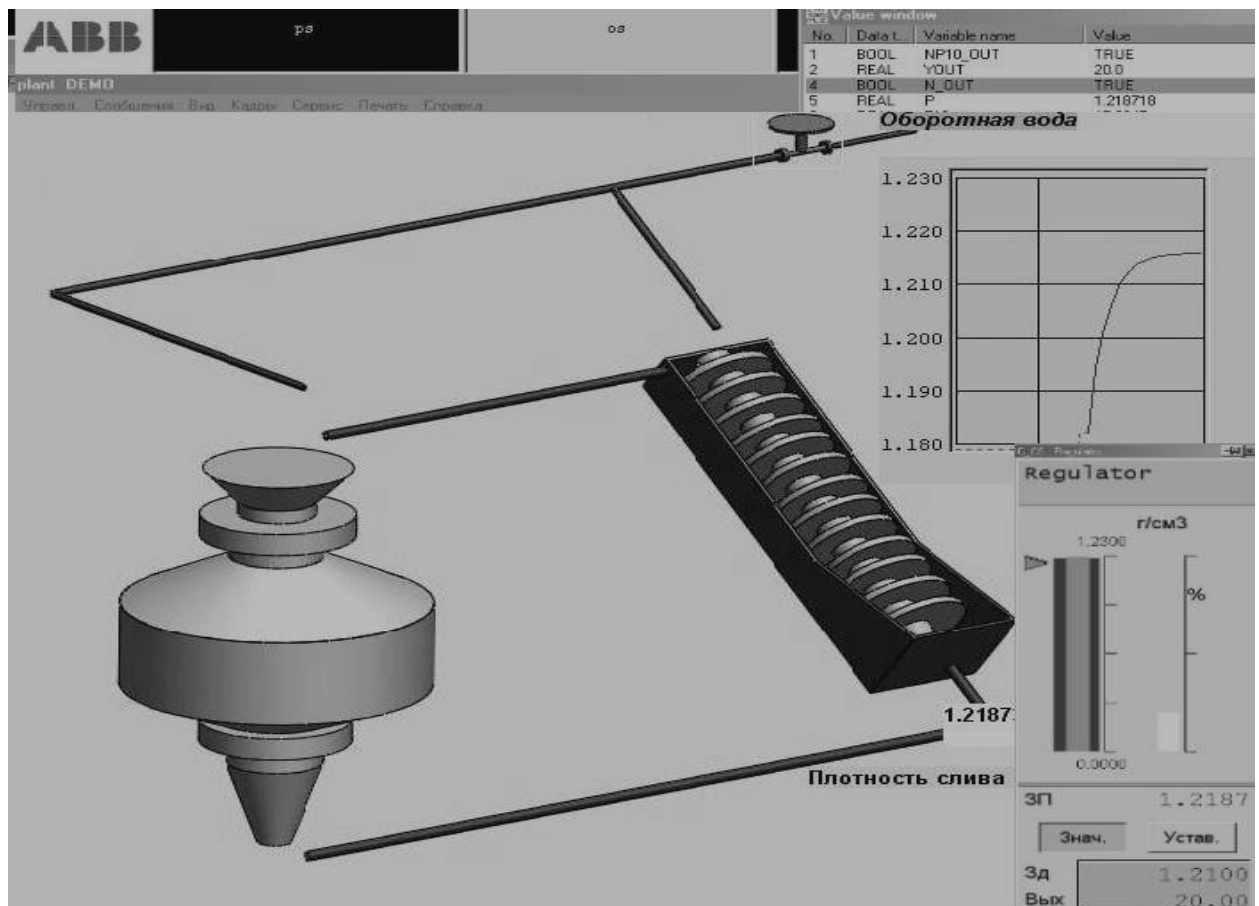 ABB
ps
os
Value window
No. Data t.. Variable name Value
1 BOOL NP10_OUT TRUE
2 REAL YOUT 20.0
4 BOOL N_OUT TRUE
5 REAL P 1.218718
plant DEMO
Управл. Сообщения Вид Кадры Сервис Печать Справка
Оборотная вода
1.230
1.220
1.210
1.200
1.190
1.180
Regulator
г/см3
1.2300
%
0.0000
1.2187
Плотность слива
ЗП 1.2187
Знач. Устав.
Зд 1.2100
Вых 20.00